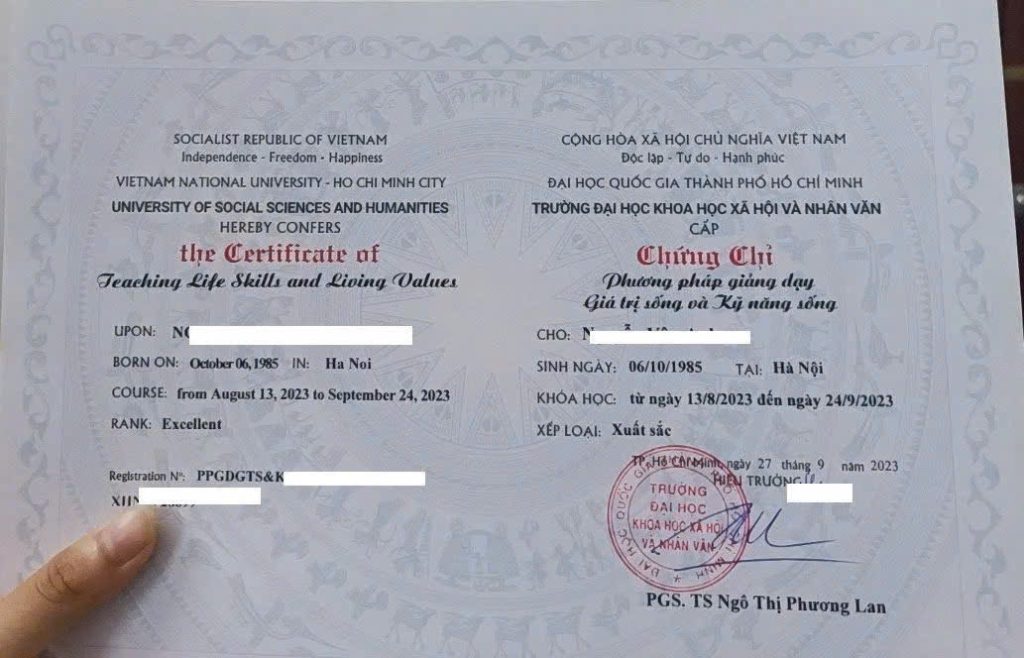 SOCIALIST REPUBLIC OF VIETNAM
Independence - Freedom - Happiness
VIETNAM NATIONAL UNIVERSITY - HO CHI MINH CITY
UNIVERSITY OF SOCIAL SCIENCES AND HUMANITIES
HEREBY CONFERS
the Certificate of
Teaching Life Skills and Living Values
UPON:
BORN ON: October 06, 1985 IN: Ha Noi
COURSE: from August 13, 2023 to September 24, 2023
RANK: Excellent
Registration Nº: PPGDGTS&K
CỘNG HÒA XÃ HỘI CHỦ NGHĨA VIỆT NAM
Độc lập - Tự do - Hạnh phúc
ĐẠI HỌC QUỐC GIA THÀNH PHỐ HỒ CHÍ MINH
TRƯỜNG ĐẠI HỌC KHOA HỌC XÃ HỘI VÀ NHÂN VĂN
CẤP
Chứng Chỉ
Phương pháp giảng dạy
Giá trị sống và Kỹ năng sống
CHO:
SINH NGÀY: 06/10/1985 TẠI: Hà Nội
KHÓA HỌC: từ ngày 13/8/2023 đến ngày 24/9/2023
XẾP LOẠI: Xuất sắc
TP. Hồ Chí Minh, ngày 27 tháng 9 năm 2023
HIỆU TRƯỞNG
TRƯỜNG
ĐẠI HỌC
KHOA HỌC XÃ HỘI
VÀ NHÂN VĂN
PGS. TS Ngô Thị Phương Lan